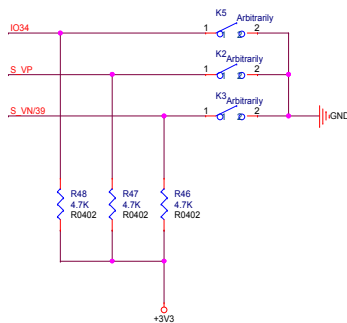 K5
IO34 1 Arbitrarily 2
K2
S_VP 1 Arbitrarily 2
K3
S_VN/39 1 Arbitrarily 2
GND
R48 R47 R46
4.7K 4.7K 4.7K
R0402 R0402 R0402
+3V3